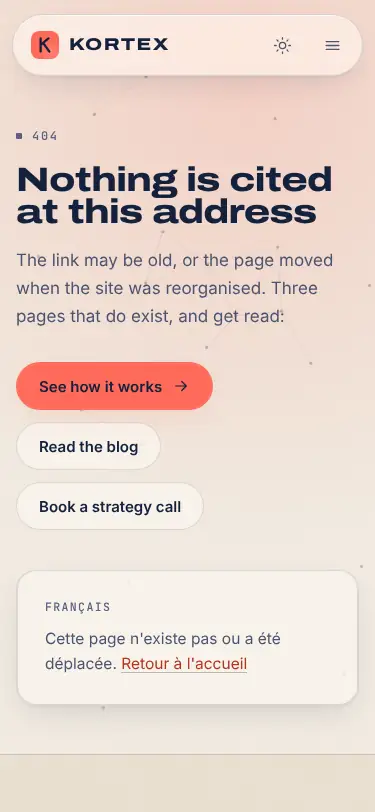 K KORTEX
404
Nothing is cited
at this address
The link may be old, or the page moved
when the site was reorganised. Three
pages that do exist, and get read:
See how it works →
Read the blog
Book a strategy call
FRANÇAIS
Cette page n'existe pas ou a été
déplacée. Retour à l'accueil